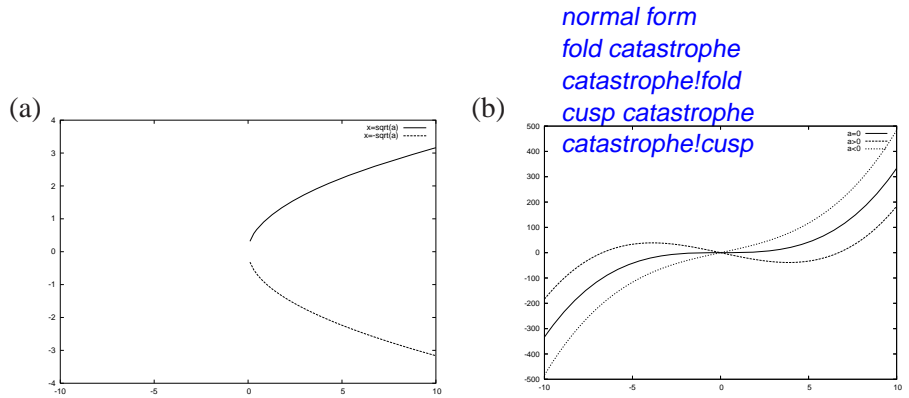 normal form
fold catastrophe
catastrophe!fold
cusp catastrophe
catastrophe!cusp
(a)
4
3
2
1
0
-1
-2
-3
-4
-10
-5
0
5
10
x=sqrt(a)
x=-sqrt(a)
(b)
500
400
300
200
100
0
-100
-200
-300
-400
-500
-10
-5
0
5
10
a=0
a>0
a<0